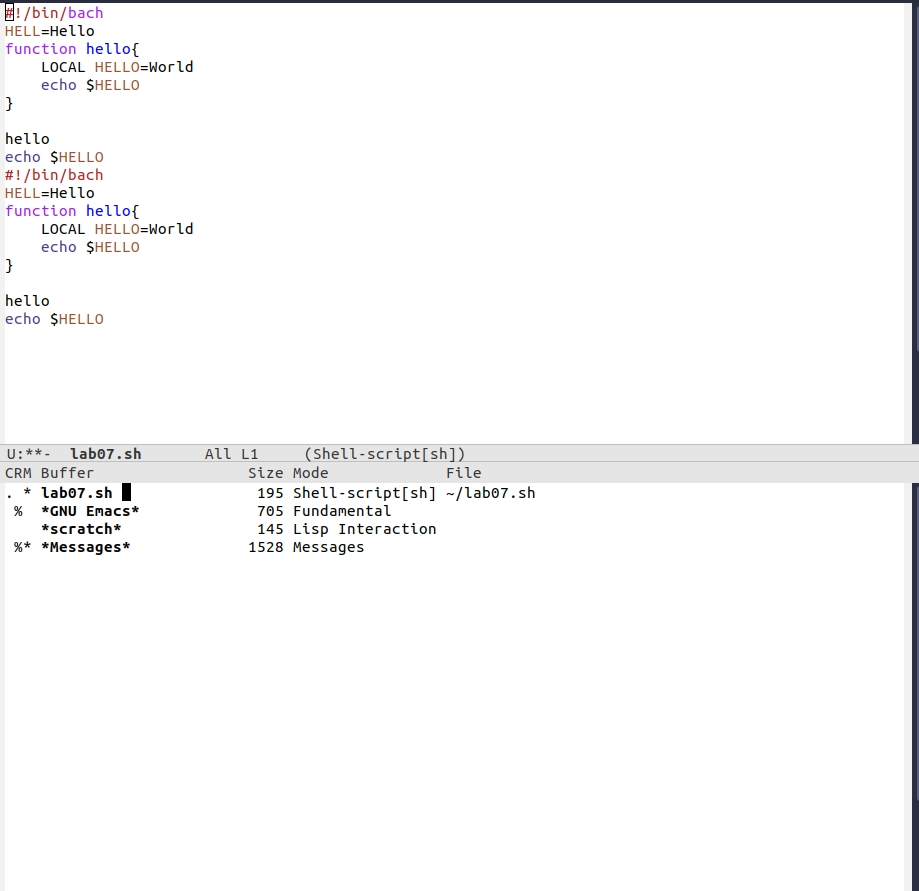 #!/bin/bach
HELL=Hello
function hello{
    LOCAL HELLO=World
    echo $HELLO
}

hello
echo $HELLO
#!/bin/bach
HELL=Hello
function hello{
    LOCAL HELLO=World
    echo $HELLO
}

hello
echo $HELLO
U:**-  lab07.sh       All L1     (Shell-script[sh])
CRM Buffer                 Size Mode             File
. * lab07.sh                195 Shell-script[sh] ~/lab07.sh
 %  *GNU Emacs*             705 Fundamental
    *scratch*               145 Lisp Interaction
 %* *Messages*             1528 Messages